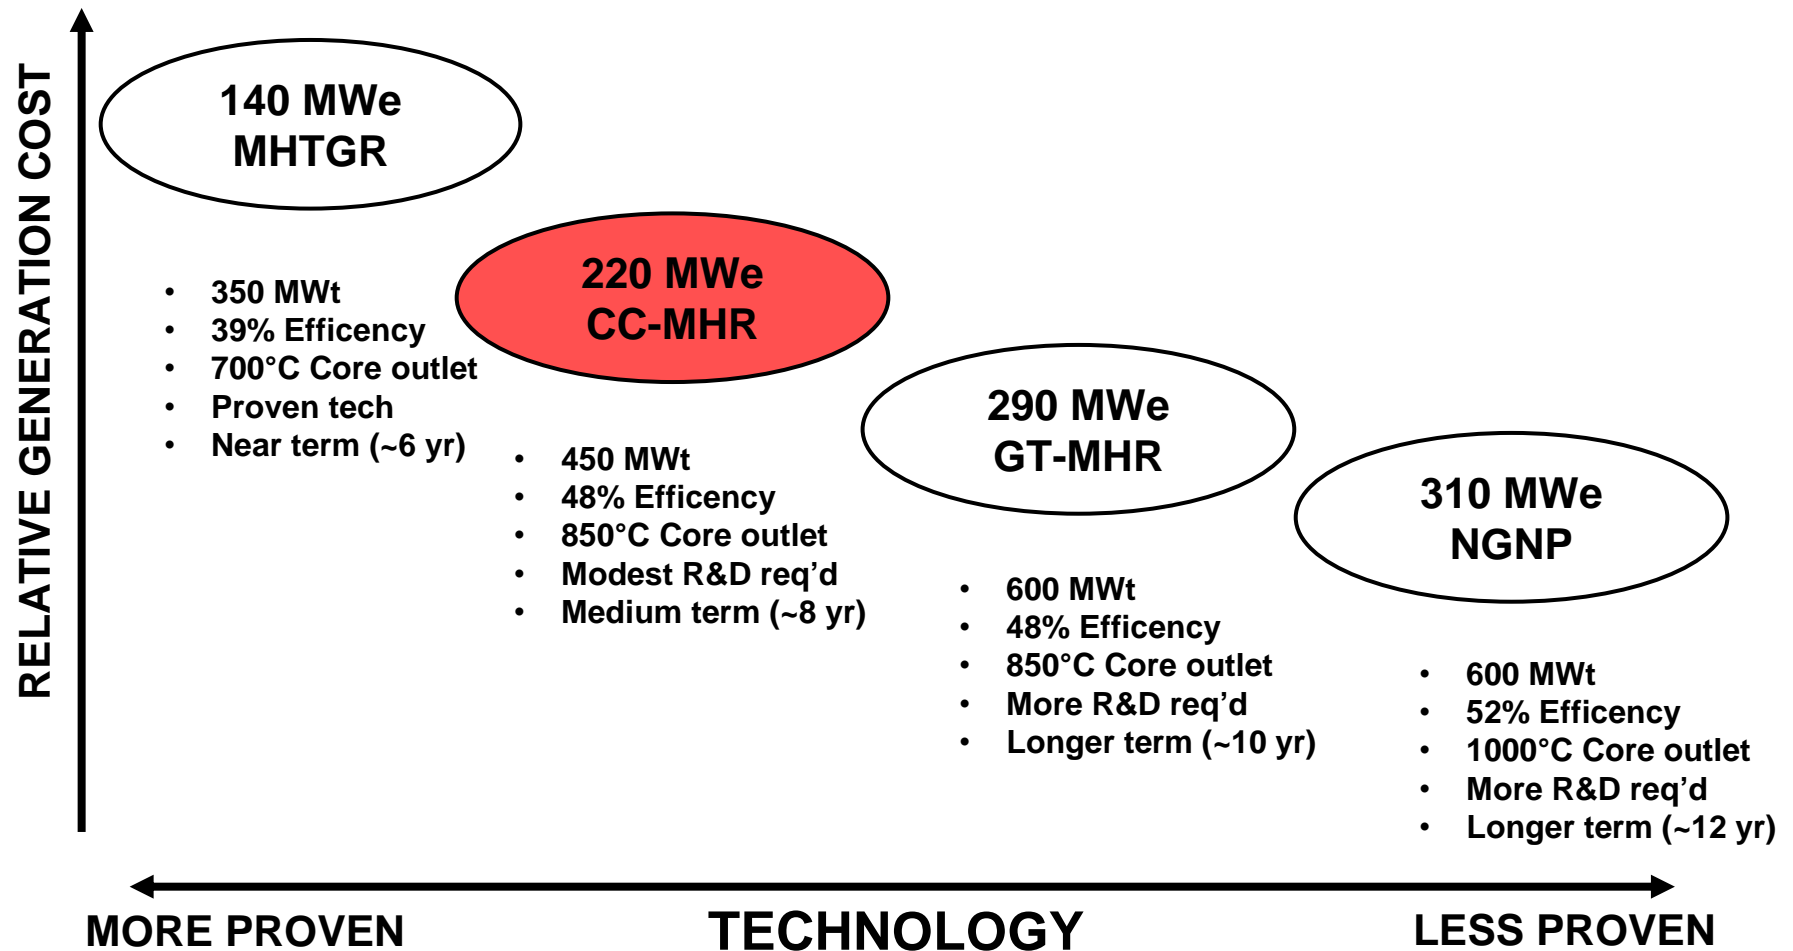 RELATIVE GENERATION COST
140 MWe
MHTGR
• 350 MWt
• 39% Efficency
• 700°C Core outlet
• Proven tech
• Near term (~6 yr)
220 MWe
CC-MHR
• 450 MWt
• 48% Efficency
• 850°C Core outlet
• Modest R&D req’d
• Medium term (~8 yr)
290 MWe
GT-MHR
• 600 MWt
• 48% Efficency
• 850°C Core outlet
• More R&D req’d
• Longer term (~10 yr)
310 MWe
NGNP
• 600 MWt
• 52% Efficency
• 1000°C Core outlet
• More R&D req’d
• Longer term (~12 yr)
MORE PROVEN
TECHNOLOGY
LESS PROVEN